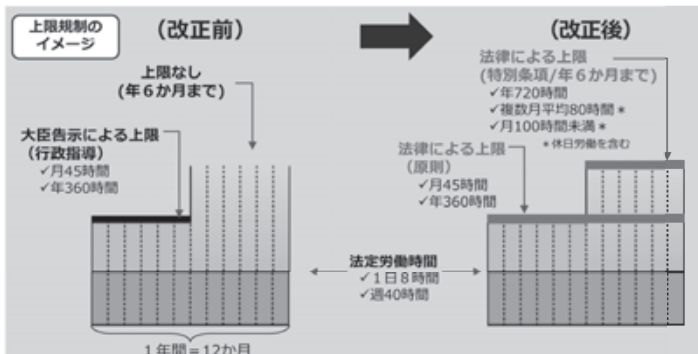 上限規制の
イメージ
（改正前）
（改正後）
上限なし
(年６か月まで)
大臣告示による上限
（行政指導）
✓月45時間
✓年360時間
法律による上限
(特別条項/年６か月まで)
✓年720時間
✓複数月平均80時間＊
✓月100時間未満＊
＊休日労働を含む
法律による上限
（原則）
✓月45時間
✓年360時間
法定労働時間
✓１日８時間
✓週40時間
１年間＝12か月